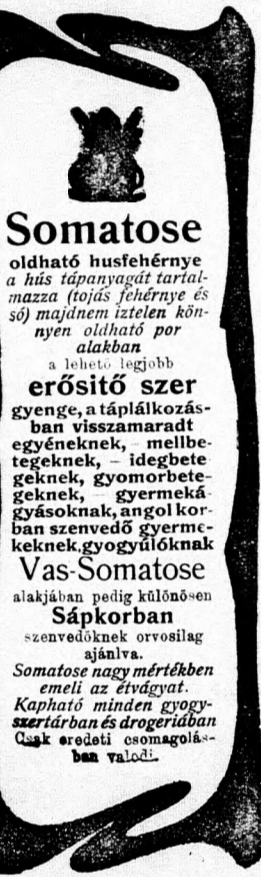 Somatose
oldható husfehérnye
a hús tápanyagát tartal-
mazza (tojás fehérnye és
só) majdnem iztelen kön-
nyen oldható por
alakban
a lehető legjobb
erősitő szer
gyenge, a táplálkozás-
ban visszamaradt
egyéneknek, – mellbe-
tegeknek, – idegbete
geknek, gyomorbete-
geknek, – gyermeká
gyásoknak, angol kor-
ban szenvedő gyerme-
keknek, gyogyúlóknak
Vas-Somatose
alakjában pedig különösen
Sápkorban
szenvedőknek orvosilag
ajánlva.
Somatose nagy mértékben
emeli az étvágyat.
Kapható minden gyogy-
szertárban és drogeriában
Csak eredeti csomagolás-
ban valodi.